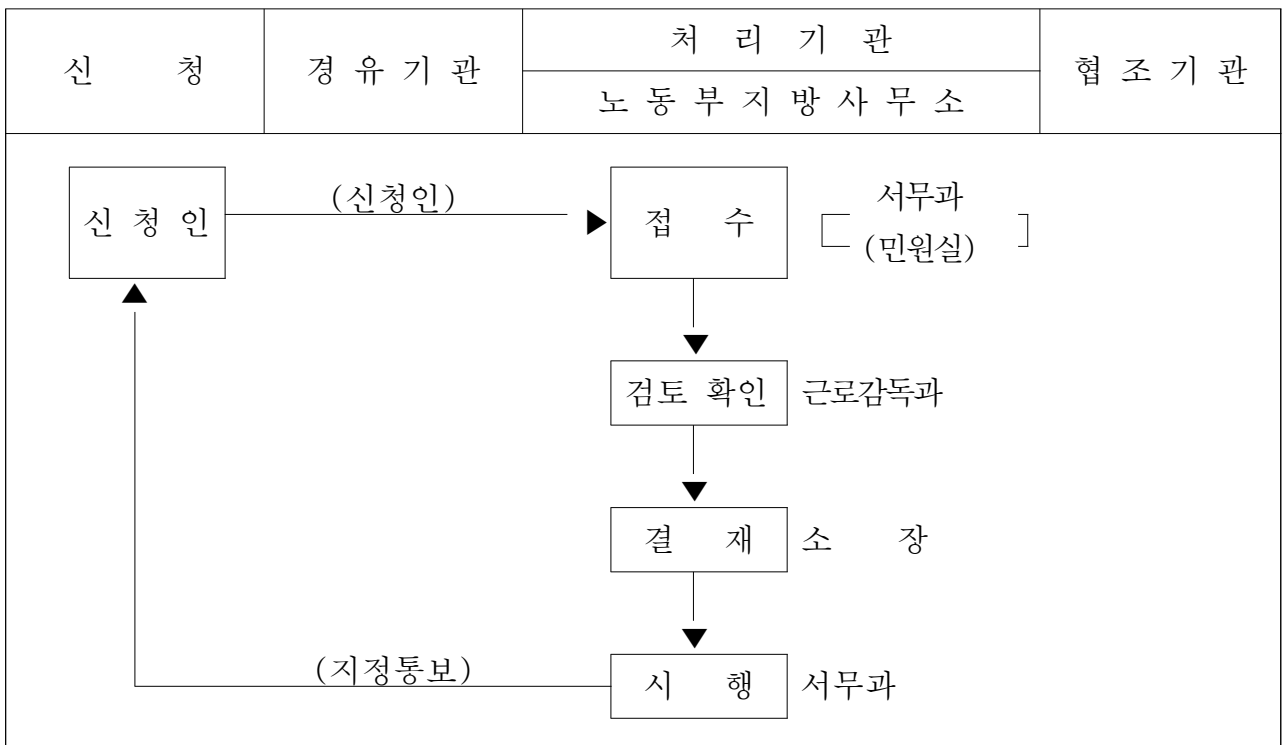 신 청
경 유 기 관
처 리 기 관
노 동 부 지 방 사 무 소
협 조 기 관
신 청 인
(신청인)
접 수
서무과
(민원실)
검토 확인
근로감독과
결 재
소 장
(지정통보)
시 행
서무과